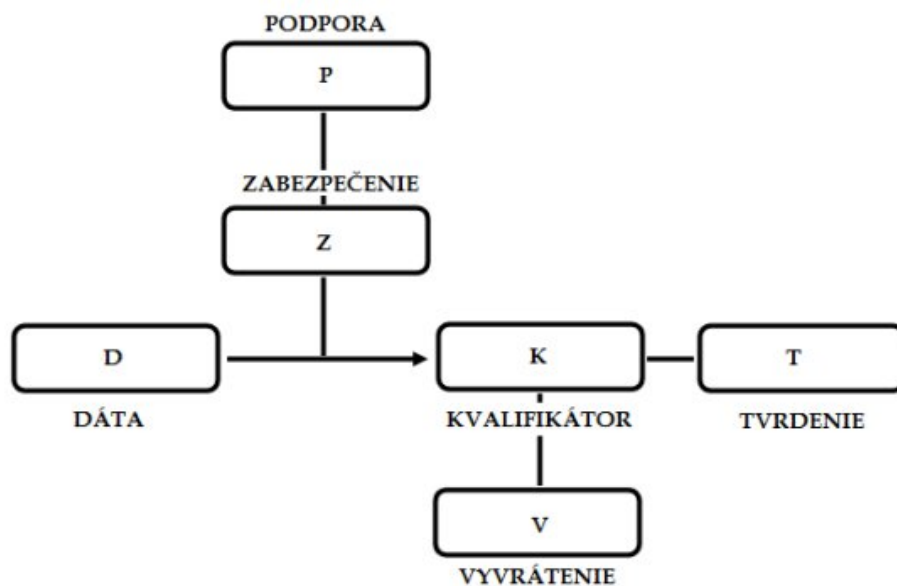 PODPORA
P
ZABEZPEČENIE
Z
D
K
T
DÁTA
KVALIFIKÁTOR
TVRDENIE
V
VYVRÁTENIE